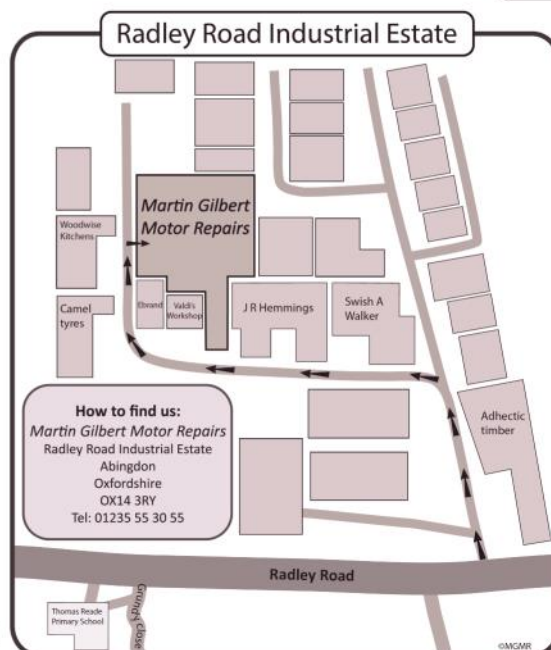 Radley Road Industrial Estate
Martin Gilbert
Motor Repairs
Woodwise
Kitchens
Camel
tyres
Ebrand
Valdi's
Workshop
J R Hemmings
Swish A
Walker
Adhectic
timber
How to find us:
Martin Gilbert Motor Repairs
Radley Road Industrial Estate
Abingdon
Oxfordshire
OX14 3RY
Tel: 01235 55 30 55
Radley Road
Thomas Reade
Primary School
Grundy Close
©MGMR